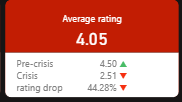 Average rating
4.05
Pre-crisis 4.50 ▲
Crisis 2.51 ▼
rating drop 44.28% ▼